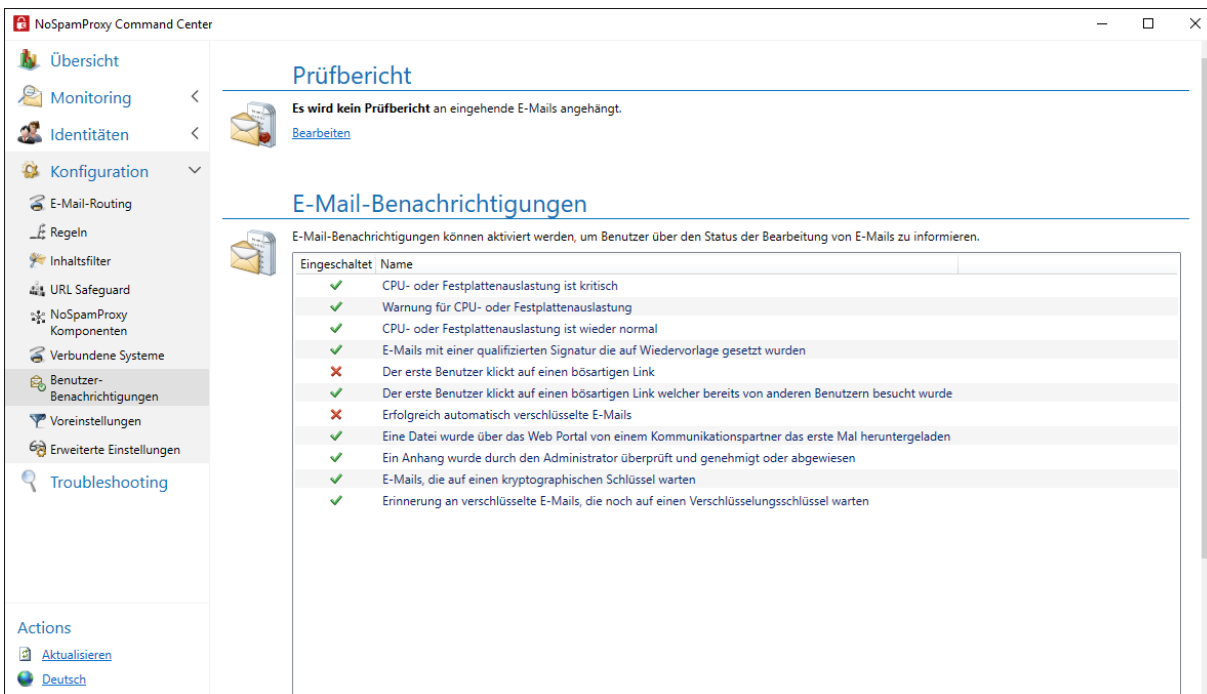 NoSpamProxy Command Center
Übersicht
Monitoring
Identitäten
Konfiguration
E-Mail-Routing
Regeln
Inhaltsfilter
URL Safeguard
NoSpamProxy
Komponenten
Verbundene Systeme
Benutzer-
Benachrichtigungen
Voreinstellungen
Erweiterte Einstellungen
Troubleshooting
Actions
Aktualisieren
Deutsch
Prüfbericht
Es wird kein Prüfbericht an eingehende E-Mails angehängt.
Bearbeiten
E-Mail-Benachrichtigungen
E-Mail-Benachrichtigungen können aktiviert werden, um Benutzer über den Status der Bearbeitung von E-Mails zu informieren.
Eingeschaltet Name
CPU- oder Festplattenauslastung ist kritisch
Warnung für CPU- oder Festplattenauslastung
CPU- oder Festplattenauslastung ist wieder normal
E-Mails mit einer qualifizierten Signatur die auf Wiedervorlage gesetzt wurden
Der erste Benutzer klickt auf einen bösartigen Link
Der erste Benutzer klickt auf einen bösartigen Link welcher bereits von anderen Benutzern besucht wurde
Erfolgreich automatisch verschlüsselte E-Mails
Eine Datei wurde über das Web Portal von einem Kommunikationspartner das erste Mal heruntergeladen
Ein Anhang wurde durch den Administrator überprüft und genehmigt oder abgewiesen
E-Mails, die auf einen kryptographischen Schlüssel warten
Erinnerung an verschlüsselte E-Mails, die noch auf einen Verschlüsselungsschlüssel warten